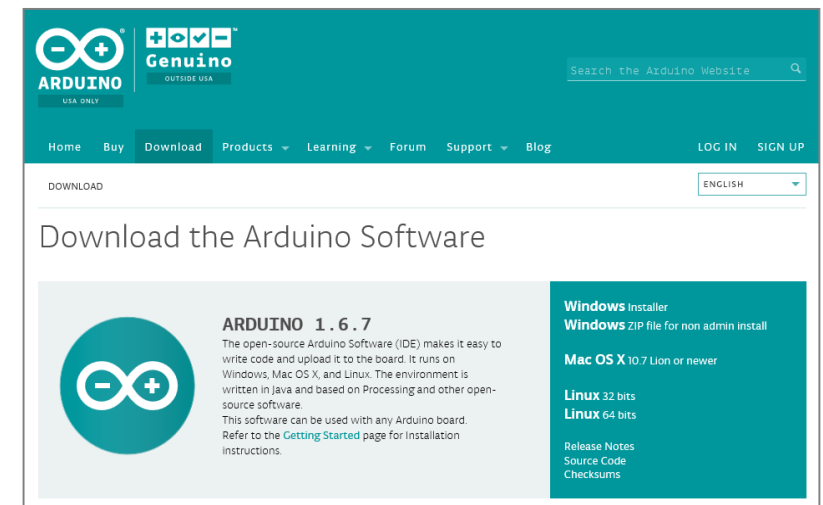 ARDUINO
USA ONLY
Genuino
OUTSIDE USA
Search the Arduino Website
Home Buy Download Products Learning Forum Support Blog LOG IN SIGN UP
DOWNLOAD
ENGLISH
Download the Arduino Software
ARDUINO 1.6.7
The open-source Arduino Software (IDE) makes it easy to
write code and upload it to the board. It runs on
Windows, Mac OS X, and Linux. The environment is
written in Java and based on Processing and other open-
source software.
This software can be used with any Arduino board.
Refer to the Getting Started page for Installation
instructions.
Windows Installer
Windows ZIP file for non admin install
Mac OS X 10.7 Lion or newer
Linux 32 bits
Linux 64 bits
Release Notes
Source Code
Checksums